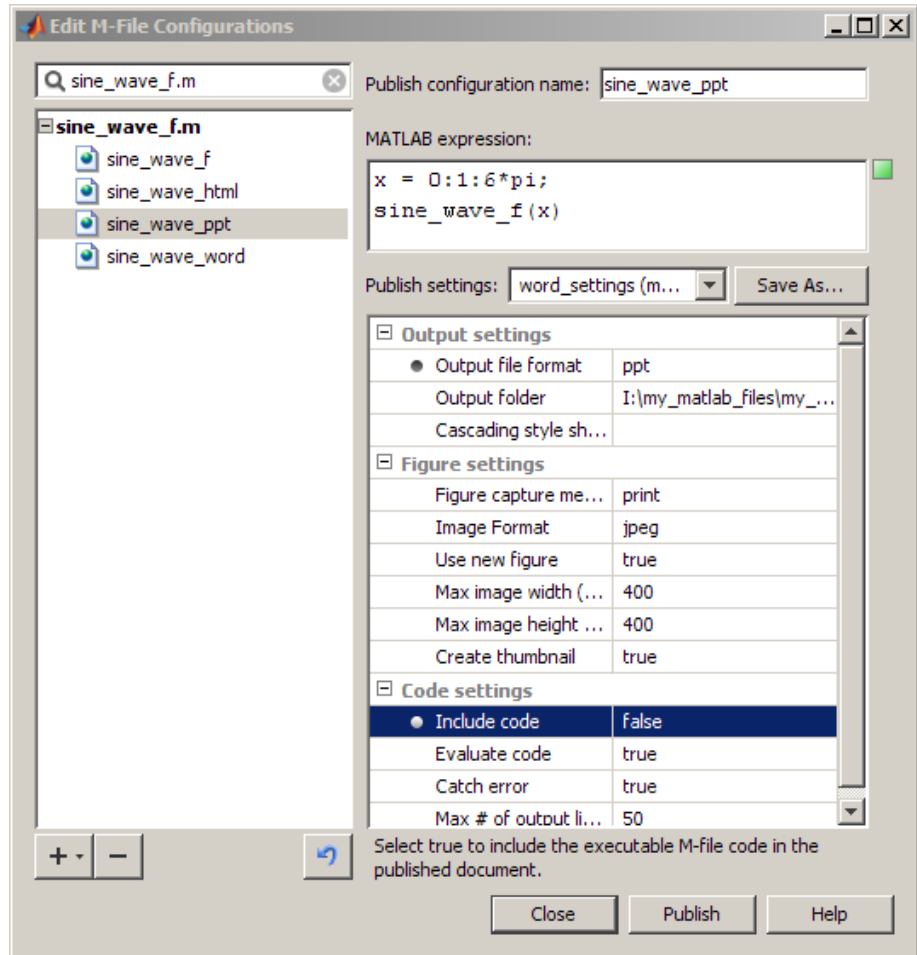 Edit M-File Configurations
sine_wave_f.m
Publish configuration name: sine_wave_ppt
sine_wave_f.m
sine_wave_f
sine_wave_html
sine_wave_ppt
sine_wave_word
MATLAB expression:
x = 0:1:6*pi;
sine_wave_f(x)
Publish settings: word_settings (m... Save As...
Output settings
Output file format ppt
Output folder I:\my_matlab_files\my_...
Cascading style sh...
Figure settings
Figure capture me... print
Image Format jpeg
Use new figure true
Max image width (... 400
Max image height ... 400
Create thumbnail true
Code settings
Include code false
Evaluate code true
Catch error true
Max # of output li... 50
Select true to include the executable M-file code in the
published document.
Close Publish Help